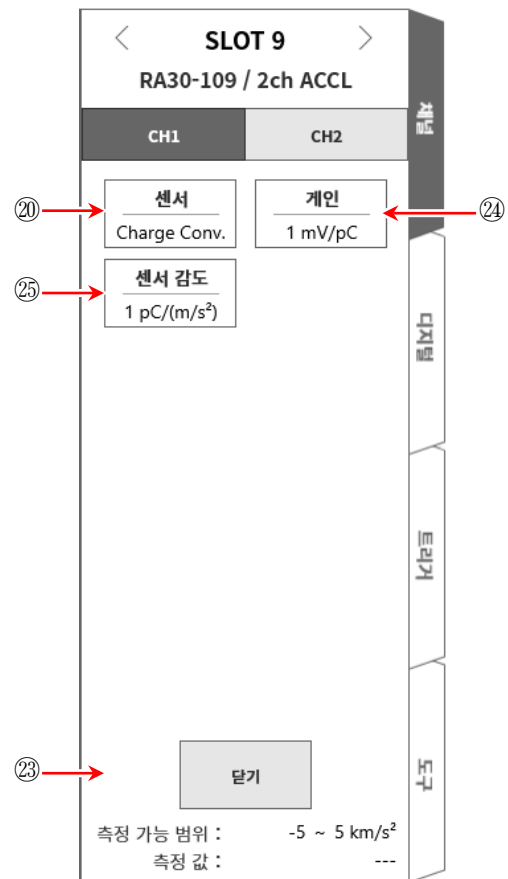 SLOT 9
RA30-109 / 2ch ACCL
CH1 CH2
채널
⑳ 센서 게인 ㉔
Charge Conv. 1 mV/pC
㉕ 센서 감도
1 pC/(m/s²)
디지털
트리거
도구
㉓ 닫기
측정 가능 범위 : -5 ~ 5 km/s²
측정 값 : ---